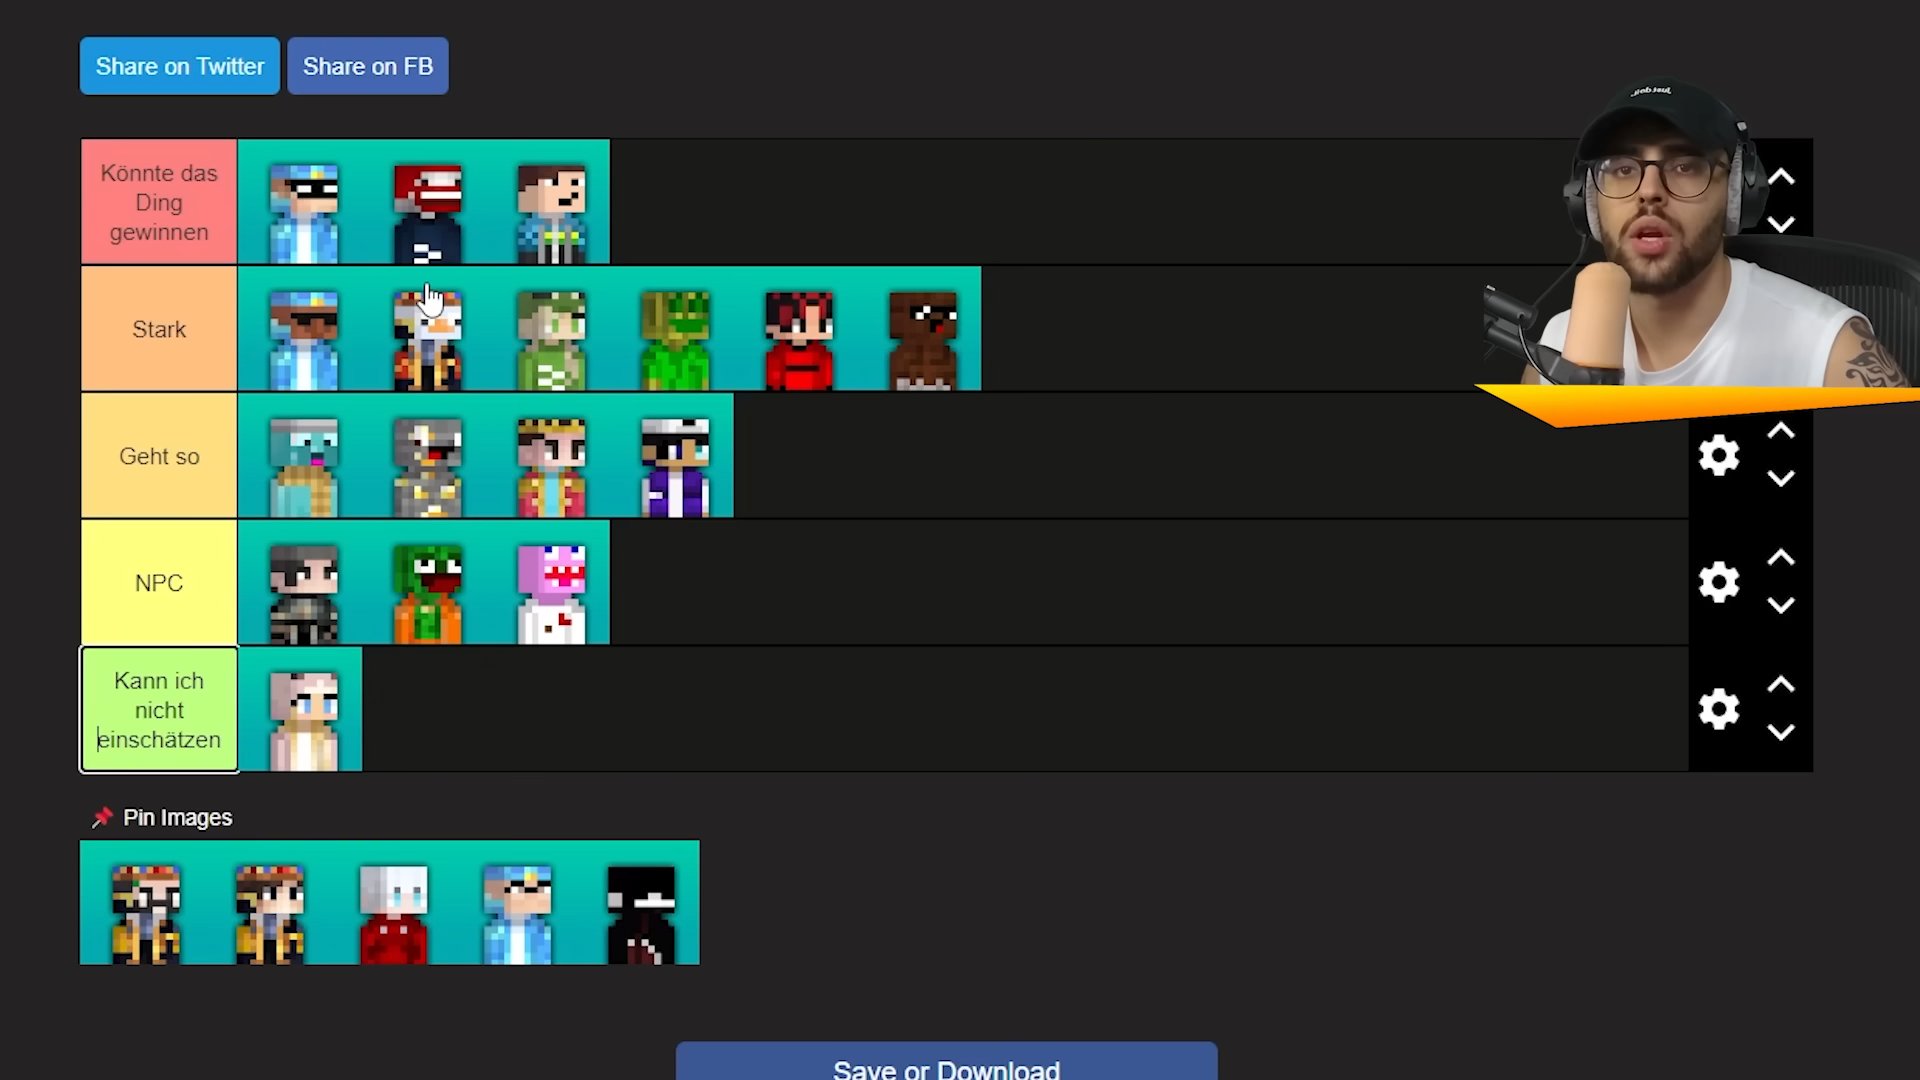 Share on Twitter Share on FB
Könnte das
Ding
gewinnen
Stark
Geht so
NPC
Kann ich
nicht
einschätzen
Pin Images
Save or Download